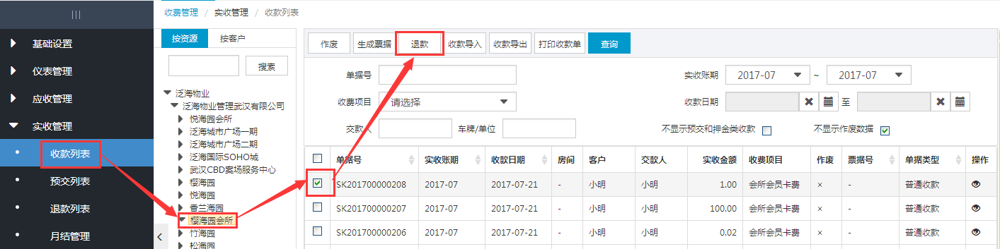 基础设置
仪表管理
应收管理
实收管理
收款列表
预交列表
退款列表
月结管理
收费管理 / 实收管理 / 收款列表
按资源 按客户
搜索
泛海物业
泛海物业管理武汉有限公司
悦海园会所
泛海城市广场一期
泛海城市广场二期
泛海国际SOHO城
武汉CBD案场服务中心
樱海园
悦海园
香兰海园
樱海园会所
竹海园
松海园
作废 生成票据 退款 收款导入 收款导出 打印收款单 查询
单据号 实收账期 2017-07 ~ 2017-07
收费项目 请选择 收款日期 至
交款人 车牌/单位 不显示预交和押金类收款 不显示作废数据
单据号 实收账期 收款日期 房间 客户 交款人 实收金额 收费项目 作废 票据号 单据类型 操作
SK201700000208 2017-07 2017-07-21 - 小明 小明 1.00 会所会员卡费 × - 普通收款
SK201700000207 2017-07 2017-07-21 - 小明 小明 100.00 会所会员卡费 × - 普通收款
SK201700000206 2017-07 2017-07-21 - 小明 小明 0.02 会所会员卡费 × - 普通收款